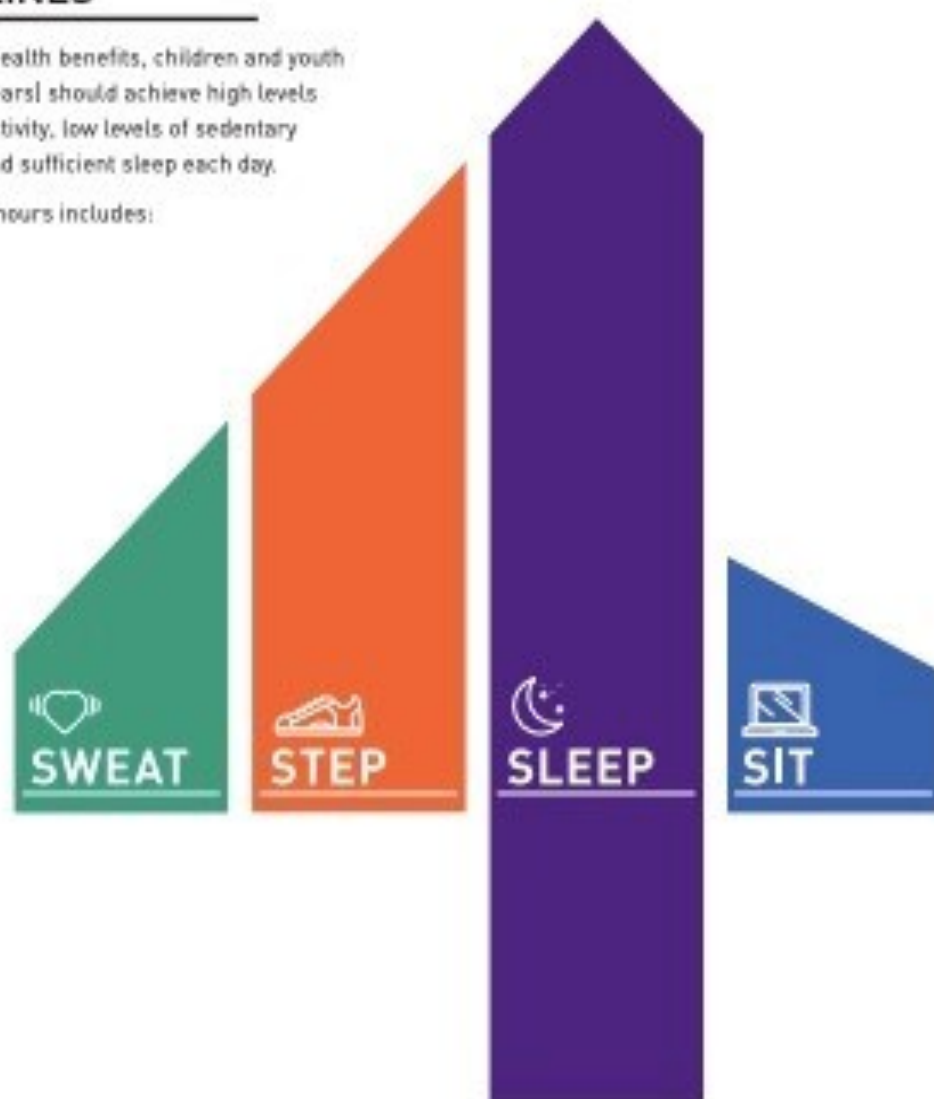 ealth benefits, children and youth
ars) should achieve high levels
tivity, low levels of sedentary
nd sufficient sleep each day.
hours includes:
SWEAT
STEP
SLEEP
SIT